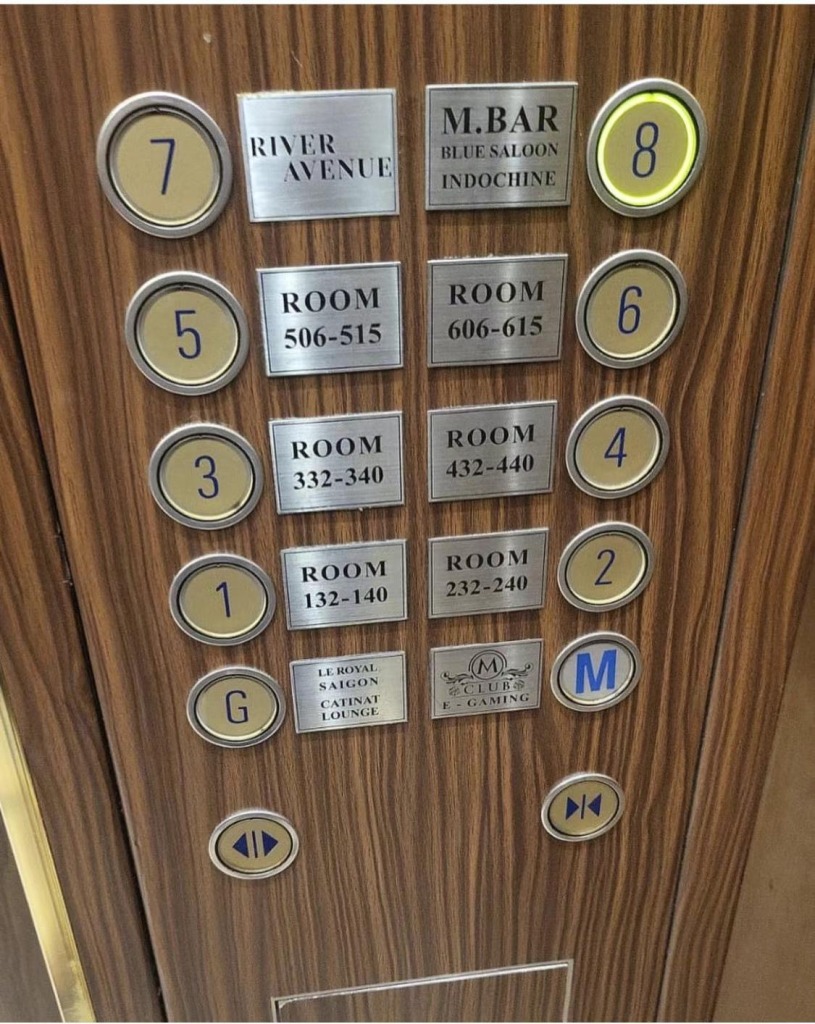 7
RIVER
AVENUE
M.BAR
BLUE SALOON
INDOCHINE
8
5
ROOM
506-515
ROOM
606-615
6
3
ROOM
332-340
ROOM
432-440
4
1
ROOM
132-140
ROOM
232-240
2
G
LE ROYAL
SAIGON
CATINAT
LOUNGE
M
CLUB
E - GAMING
M